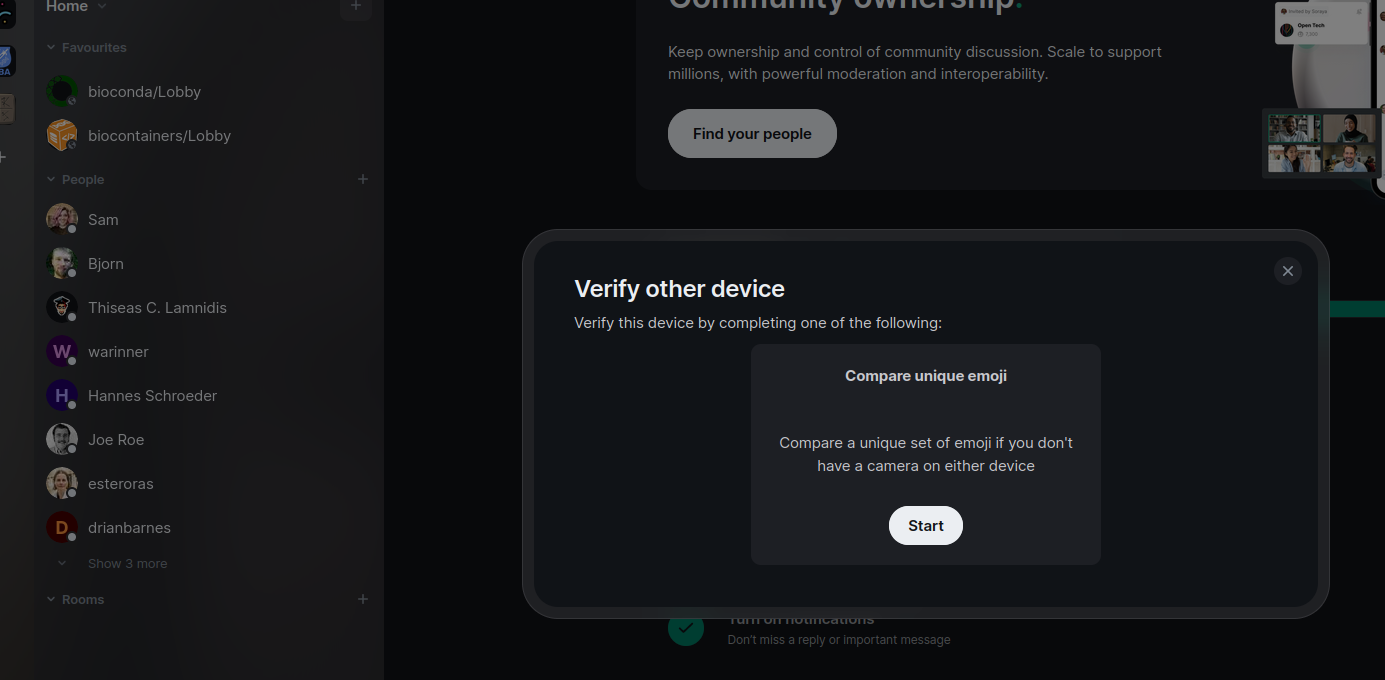 Home
Favourites
bioconda/Lobby
biocontainers/Lobby
People
Sam
Bjorn
Thiseas C. Lamnidis
W
warinner
H
Hannes Schroeder
Joe Roe
esteroras
D
drianbarnes
Show 3 more
Rooms
Community ownership.
Keep ownership and control of community discussion. Scale to support
millions, with powerful moderation and interoperability.
Find your people
Open Tech
Verify other device
Verify this device by completing one of the following:
Compare unique emoji
Compare a unique set of emoji if you don't
have a camera on either device
Start
Turn on notifications
Don't miss a reply or important message